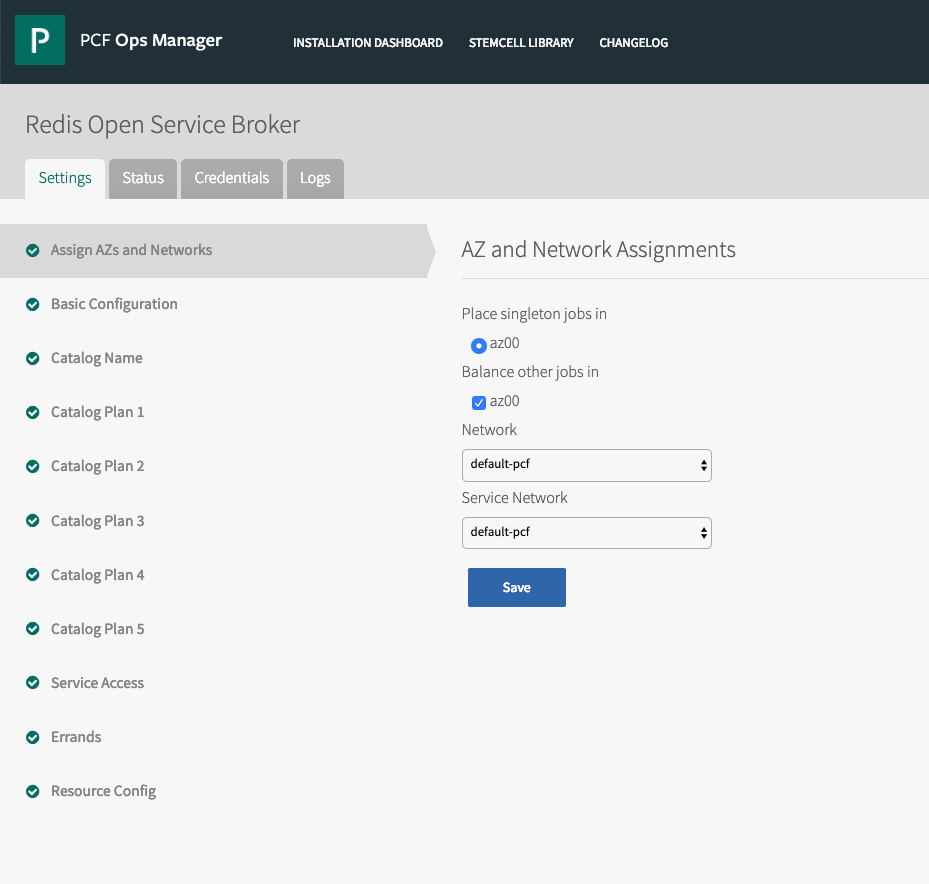 PCF Ops Manager
INSTALLATION DASHBOARD STEMCELL LIBRARY CHANGELOG
Redis Open Service Broker
Settings Status Credentials Logs
Assign AZs and Networks
Basic Configuration
Catalog Name
Catalog Plan 1
Catalog Plan 2
Catalog Plan 3
Catalog Plan 4
Catalog Plan 5
Service Access
Errands
Resource Config
AZ and Network Assignments
Place singleton jobs in
az00
Balance other jobs in
az00
Network
default-pcf
Service Network
default-pcf
Save